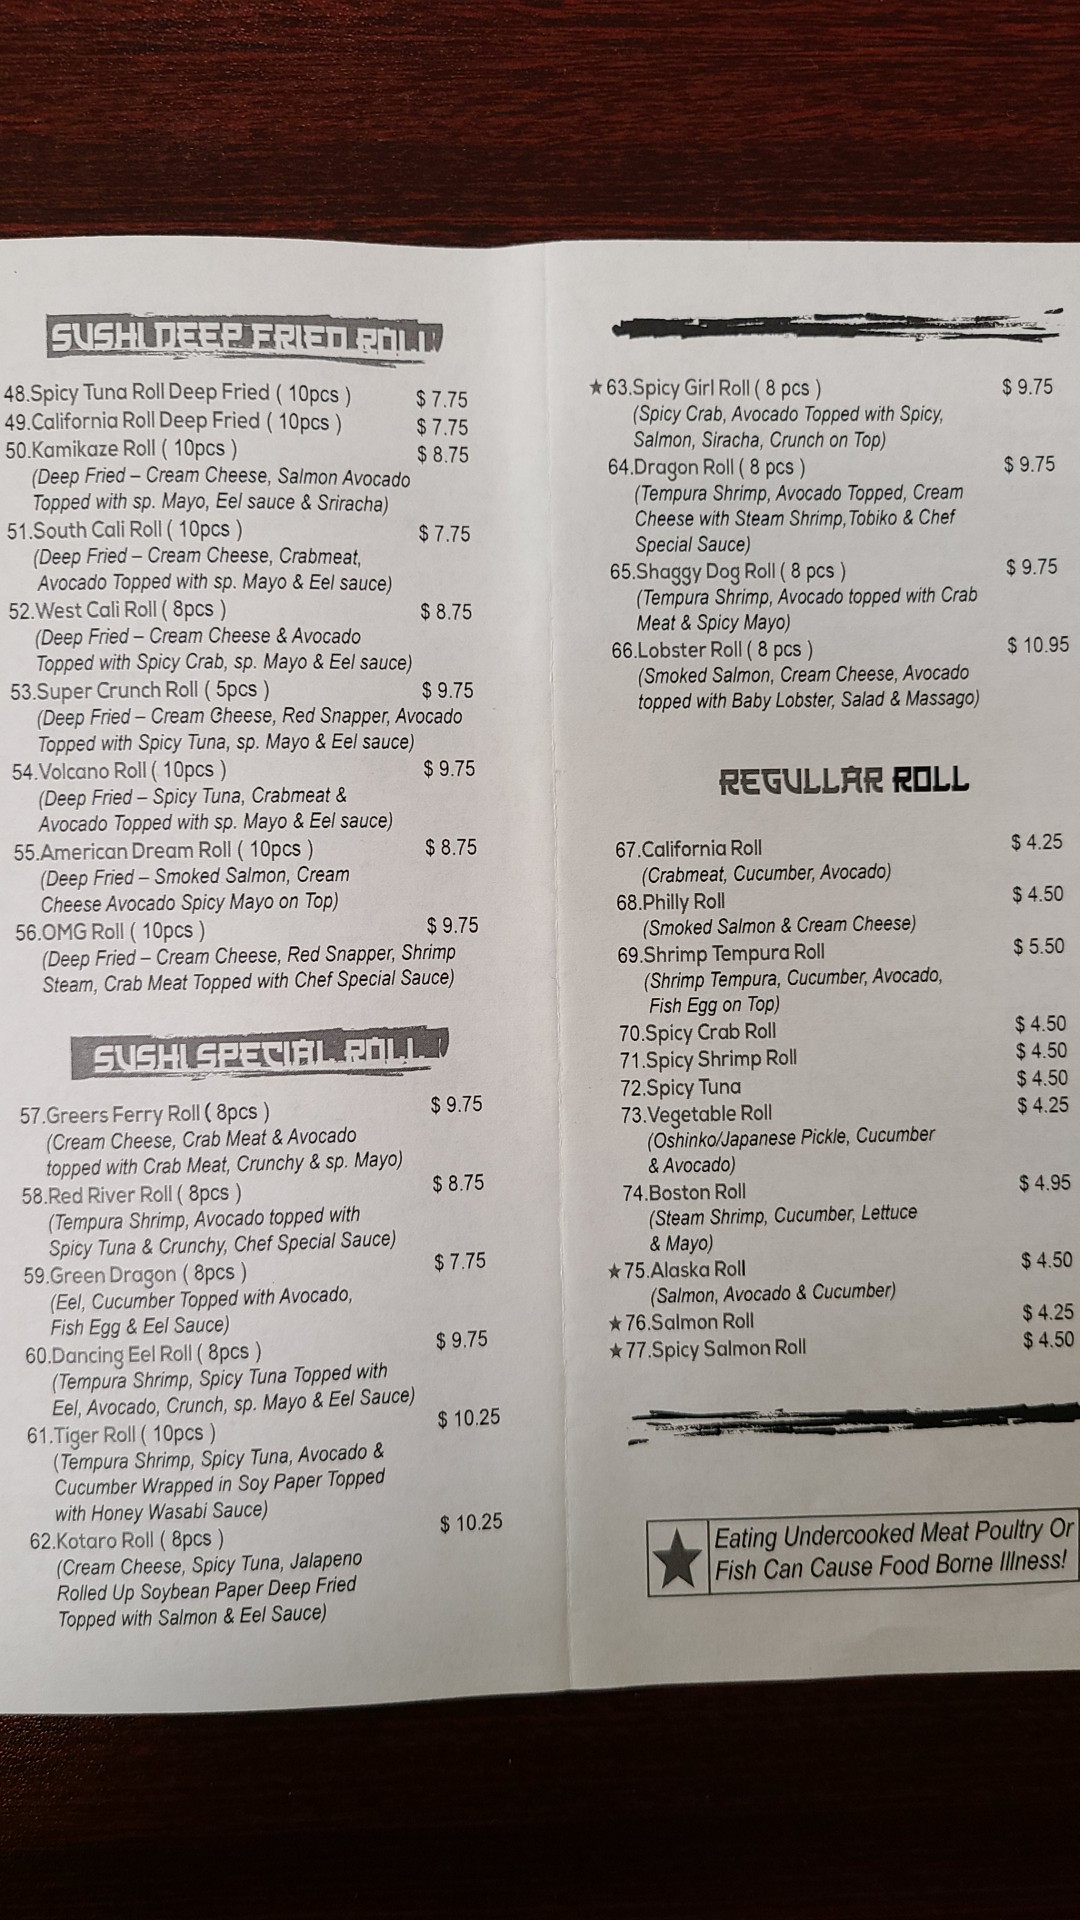 SUSHI DEEP FRIED ROLL
48.Spicy Tuna Roll Deep Fried ( 10pcs ) $ 7.75
49.California Roll Deep Fried ( 10pcs ) $ 7.75
50.Kamikaze Roll ( 10pcs ) $ 8.75
(Deep Fried – Cream Cheese, Salmon Avocado
Topped with sp. Mayo, Eel sauce & Sriracha)
51.South Cali Roll ( 10pcs ) $ 7.75
(Deep Fried – Cream Cheese, Crabmeat,
Avocado Topped with sp. Mayo & Eel sauce)
52.West Cali Roll ( 8pcs ) $ 8.75
(Deep Fried – Cream Cheese & Avocado
Topped with Spicy Crab, sp. Mayo & Eel sauce)
53.Super Crunch Roll ( 5pcs ) $ 9.75
(Deep Fried – Cream Gheese, Red Snapper, Avocado
Topped with Spicy Tuna, sp. Mayo & Eel sauce)
54.Volcano Roll ( 10pcs ) $ 9.75
(Deep Fried – Spicy Tuna, Crabmeat &
Avocado Topped with sp. Mayo & Eel sauce)
55.American Dream Roll ( 10pcs ) $ 8.75
(Deep Fried – Smoked Salmon, Cream
Cheese Avocado Spicy Mayo on Top)
56.OMG Roll ( 10pcs ) $ 9.75
(Deep Fried – Cream Cheese, Red Snapper, Shrimp
Steam, Crab Meat Topped with Chef Special Sauce)
SUSHI SPECIAL ROLL
57.Greers Ferry Roll ( 8pcs ) $ 9.75
(Cream Cheese, Crab Meat & Avocado
topped with Crab Meat, Crunchy & sp. Mayo)
58.Red River Roll ( 8pcs ) $ 8.75
(Tempura Shrimp, Avocado topped with
Spicy Tuna & Crunchy, Chef Special Sauce)
59.Green Dragon ( 8pcs ) $ 7.75
(Eel, Cucumber Topped with Avocado,
Fish Egg & Eel Sauce)
60.Dancing Eel Roll ( 8pcs ) $ 9.75
(Tempura Shrimp, Spicy Tuna Topped with
Eel, Avocado, Crunch, sp. Mayo & Eel Sauce)
61.Tiger Roll ( 10pcs ) $ 10.25
(Tempura Shrimp, Spicy Tuna, Avocado &
Cucumber Wrapped in Soy Paper Topped
with Honey Wasabi Sauce)
62.Kotaro Roll ( 8pcs ) $ 10.25
(Cream Cheese, Spicy Tuna, Jalapeno
Rolled Up Soybean Paper Deep Fried
Topped with Salmon & Eel Sauce)
★63.Spicy Girl Roll ( 8 pcs ) $ 9.75
(Spicy Crab, Avocado Topped with Spicy,
Salmon, Siracha, Crunch on Top)
64.Dragon Roll ( 8 pcs ) $ 9.75
(Tempura Shrimp, Avocado Topped, Cream
Cheese with Steam Shrimp, Tobiko & Chef
Special Sauce)
65.Shaggy Dog Roll ( 8 pcs ) $ 9.75
(Tempura Shrimp, Avocado topped with Crab
Meat & Spicy Mayo)
66.Lobster Roll ( 8 pcs ) $ 10.95
(Smoked Salmon, Cream Cheese, Avocado
topped with Baby Lobster, Salad & Massago)
REGULLAR ROLL
67.California Roll $ 4.25
(Crabmeat, Cucumber, Avocado)
68.Philly Roll $ 4.50
(Smoked Salmon & Cream Cheese)
69.Shrimp Tempura Roll $ 5.50
(Shrimp Tempura, Cucumber, Avocado,
Fish Egg on Top)
70.Spicy Crab Roll $ 4.50
71.Spicy Shrimp Roll $ 4.50
72.Spicy Tuna $ 4.50
73.Vegetable Roll $ 4.25
(Oshinko/Japanese Pickle, Cucumber
& Avocado)
74.Boston Roll $ 4.95
(Steam Shrimp, Cucumber, Lettuce
& Mayo)
★75.Alaska Roll $ 4.50
(Salmon, Avocado & Cucumber)
★76.Salmon Roll $ 4.25
★77.Spicy Salmon Roll $ 4.50
Eating Undercooked Meat Poultry Or
Fish Can Cause Food Borne Illness!